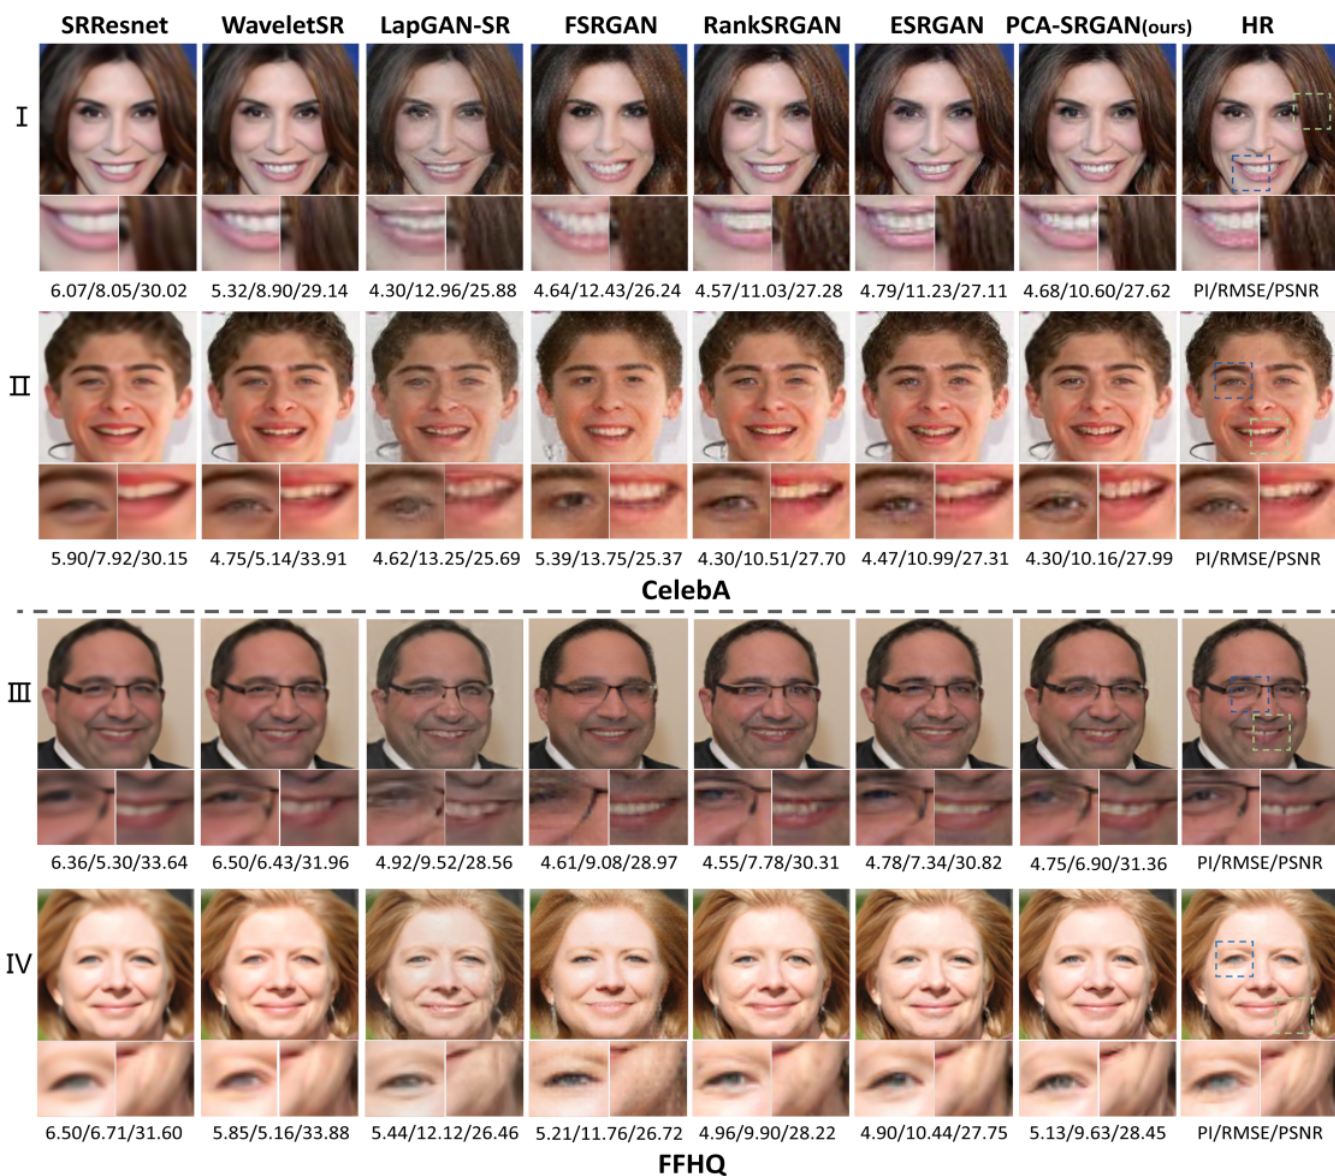 SRResnet WaveletSR LapGAN-SR FSRGAN RankSRGAN ESRGAN PCA-SRGAN(ours) HR
I
6.07/8.05/30.02 5.32/8.90/29.14 4.30/12.96/25.88 4.64/12.43/26.24 4.57/11.03/27.28 4.79/11.23/27.11 4.68/10.60/27.62 PI/RMSE/PSNR
II
5.90/7.92/30.15 4.75/5.14/33.91 4.62/13.25/25.69 5.39/13.75/25.37 4.30/10.51/27.70 4.47/10.99/27.31 4.30/10.16/27.99 PI/RMSE/PSNR
CelebA
III
6.36/5.30/33.64 6.50/6.43/31.96 4.92/9.52/28.56 4.61/9.08/28.97 4.55/7.78/30.31 4.78/7.34/30.82 4.75/6.90/31.36 PI/RMSE/PSNR
IV
6.50/6.71/31.60 5.85/5.16/33.88 5.44/12.12/26.46 5.21/11.76/26.72 4.96/9.90/28.22 4.90/10.44/27.75 5.13/9.63/28.45 PI/RMSE/PSNR
FFHQ